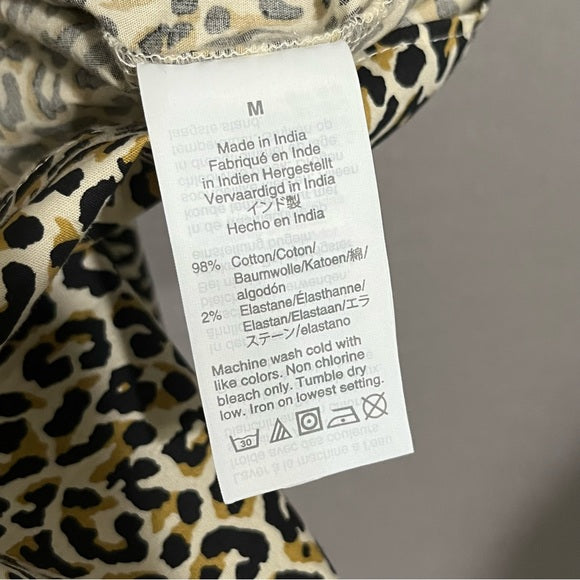 M
Made in India
Fabriqué en Inde
in Indien Hergestellt
Vervaardigd in India
インド製
Hecho en India
98% Cotton/Coton/
Baumwolle/Katoen/綿/
algodón
2% Elastane/Élasthanne/
Elastan/Elastaan/エラ
ステーン/elastano
Machine wash cold with
like colors. Non chlorine
bleach only. Tumble dry
low. Iron on lowest setting.
30